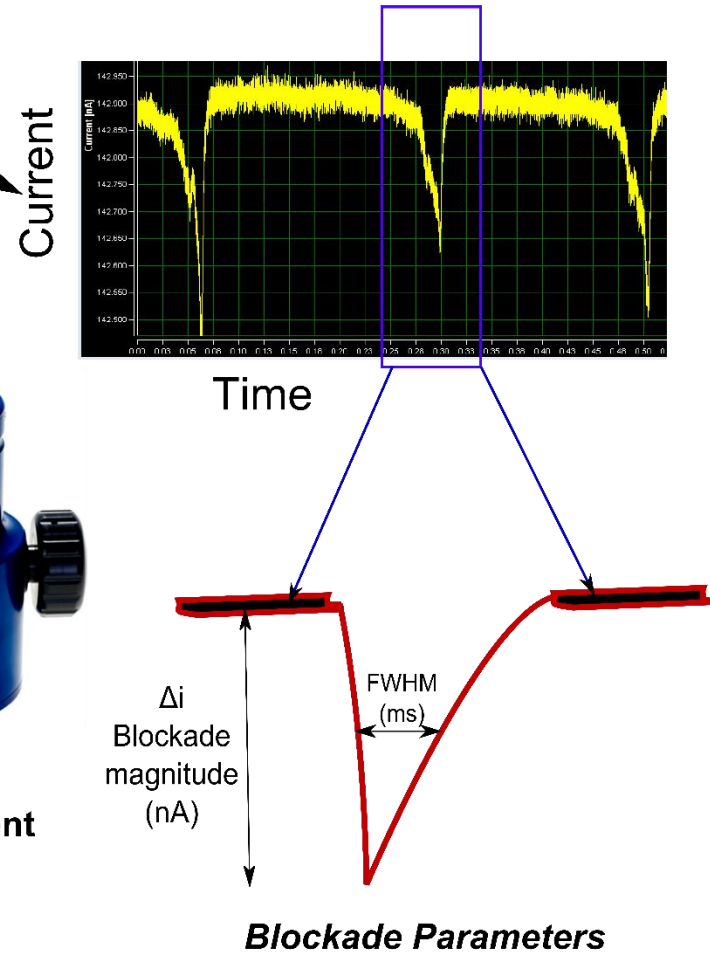 Current
Current [nA]
142.950
142.900
142.850
142.800
142.750
142.700
142.650
142.600
142.550
142.500
0.03 0.05 0.08 0.10 0.13 0.15 0.18 0.20 0.23 0.25 0.28 0.30 0.33 0.35 0.38 0.40 0.43 0.45 0.48 0.50
Time
FWHM
(ms)
Δi
Blockade
magnitude
(nA)
nt
Blockade Parameters